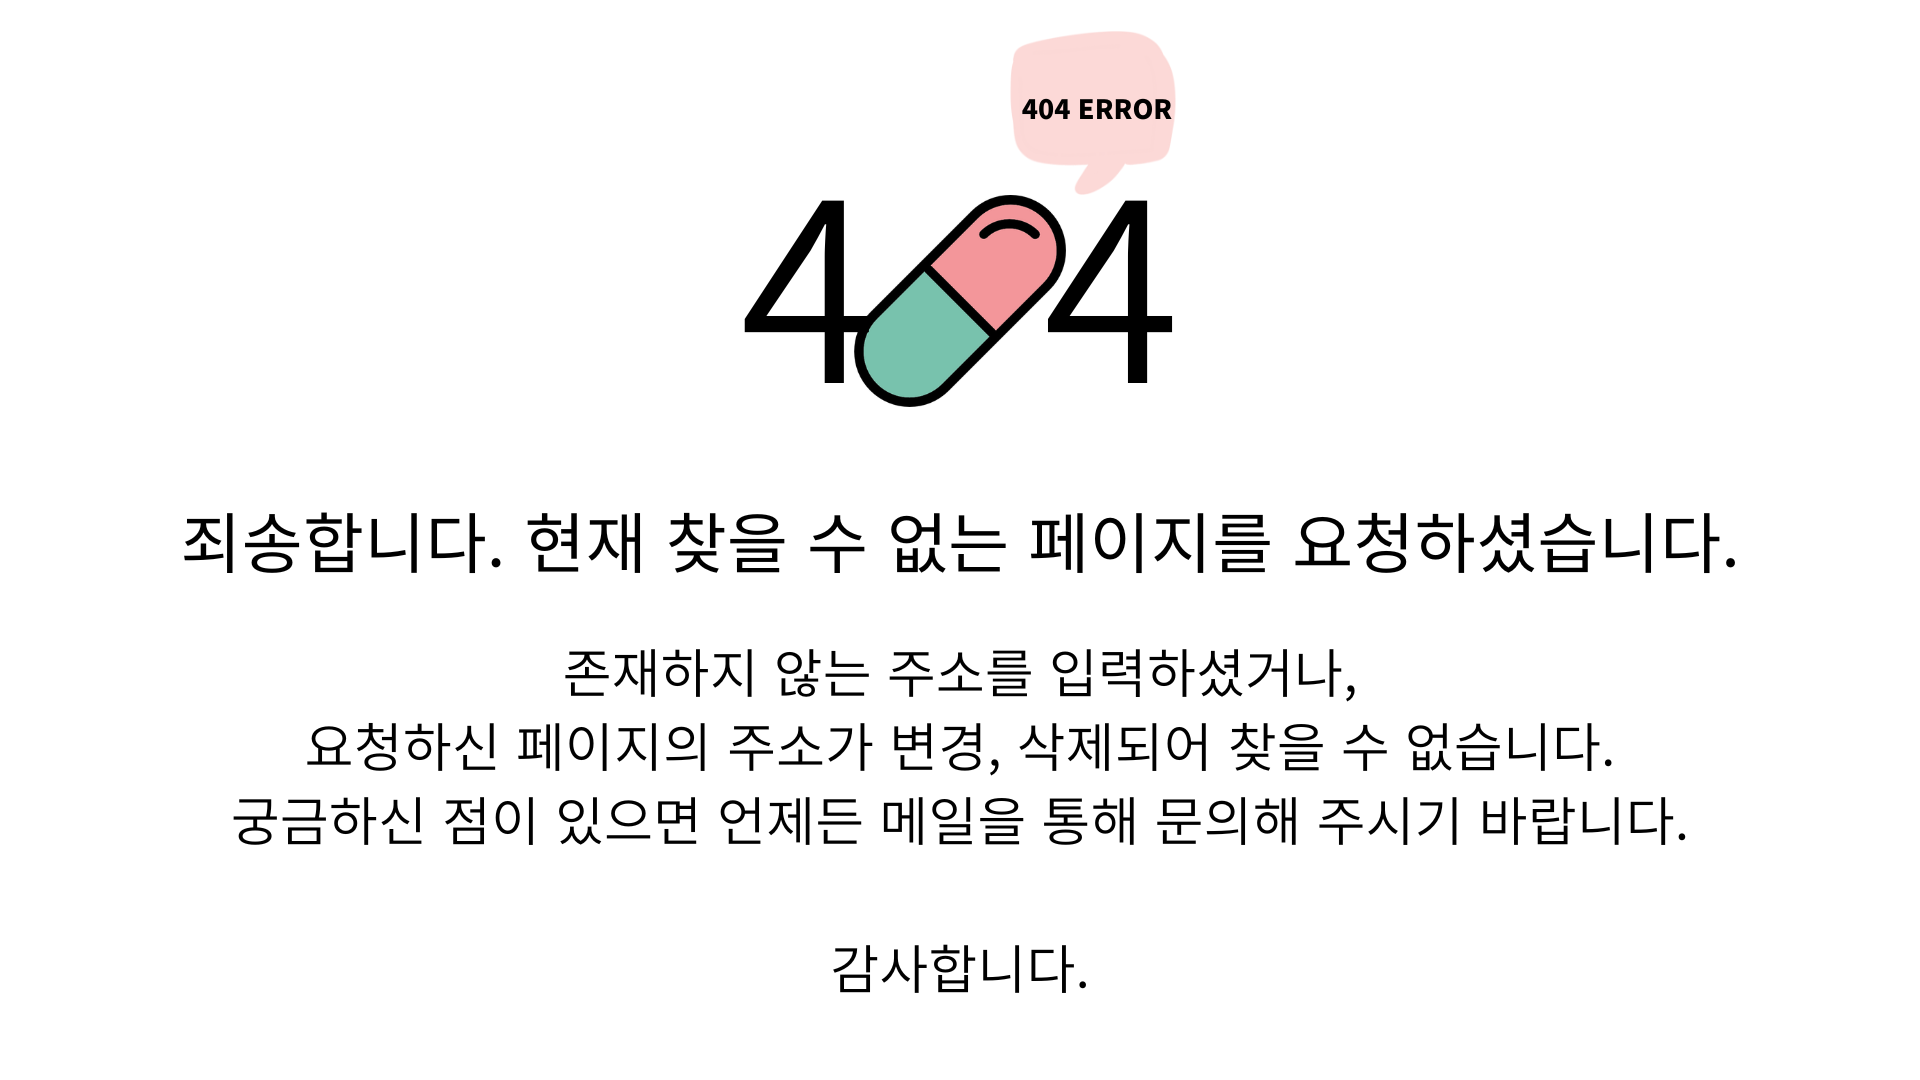 404 ERROR
4 4
죄송합니다. 현재 찾을 수 없는 페이지를 요청하셨습니다.
존재하지 않는 주소를 입력하셨거나,
요청하신 페이지의 주소가 변경, 삭제되어 찾을 수 없습니다.
궁금하신 점이 있으면 언제든 메일을 통해 문의해 주시기 바랍니다.
감사합니다.